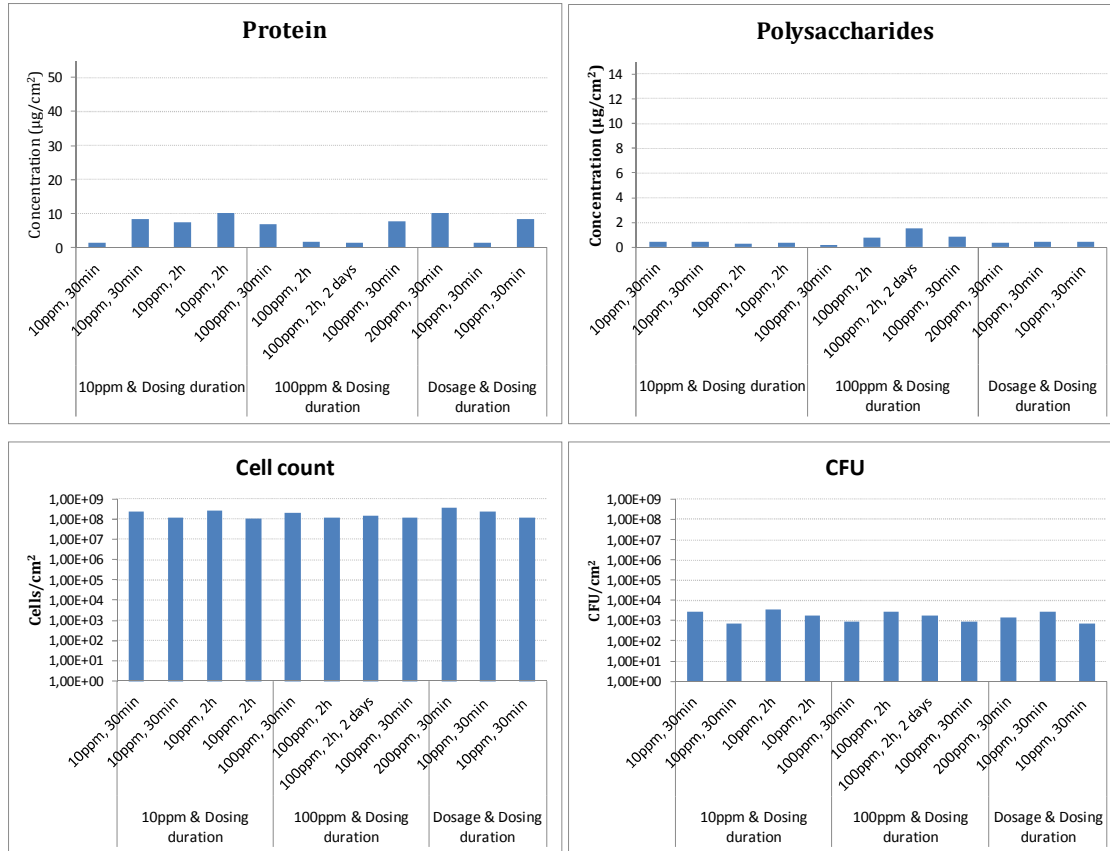 Protein
Concentration (µg/cm²)
50
40
30
20
10
0
10ppm, 30min
10ppm, 30min
10ppm, 2h
10ppm, 2h
100ppm, 30min
100ppm, 2h
100ppm, 2h, 2 days
100ppm, 30min
200ppm, 30min
10ppm, 30min
10ppm, 30min
10ppm & Dosing duration
100ppm & Dosing
duration
Dosage & Dosing
duration
Polysaccharides
Concentration (µg/cm²)
14
12
10
8
6
4
2
0
10ppm, 30min
10ppm, 30min
10ppm, 2h
10ppm, 2h
100ppm, 30min
100ppm, 2h
100ppm, 2h, 2 days
100ppm, 30min
200ppm, 30min
10ppm, 30min
10ppm, 30min
10ppm & Dosing duration
100ppm & Dosing
duration
Dosage & Dosing
duration
Cell count
Cells/cm²
1,00E+09
1,00E+08
1,00E+07
1,00E+06
1,00E+05
1,00E+04
1,00E+03
1,00E+02
1,00E+01
1,00E+00
10ppm, 30min
10ppm, 30min
10ppm, 2h
10ppm, 2h
100ppm, 30min
100ppm, 2h
100ppm, 2h, 2 days
100ppm, 30min
200ppm, 30min
10ppm, 30min
10ppm, 30min
10ppm & Dosing
duration
100ppm & Dosing
duration
Dosage & Dosing
duration
CFU
CFU/cm²
1,00E+09
1,00E+08
1,00E+07
1,00E+06
1,00E+05
1,00E+04
1,00E+03
1,00E+02
1,00E+01
1,00E+00
10ppm, 30min
10ppm, 30min
10ppm, 2h
10ppm, 2h
100ppm, 30min
100ppm, 2h
100ppm, 2h, 2 days
100ppm, 30min
200ppm, 30min
10ppm, 30min
10ppm, 30min
10ppm & Dosing
duration
100ppm & Dosing
duration
Dosage & Dosing
duration